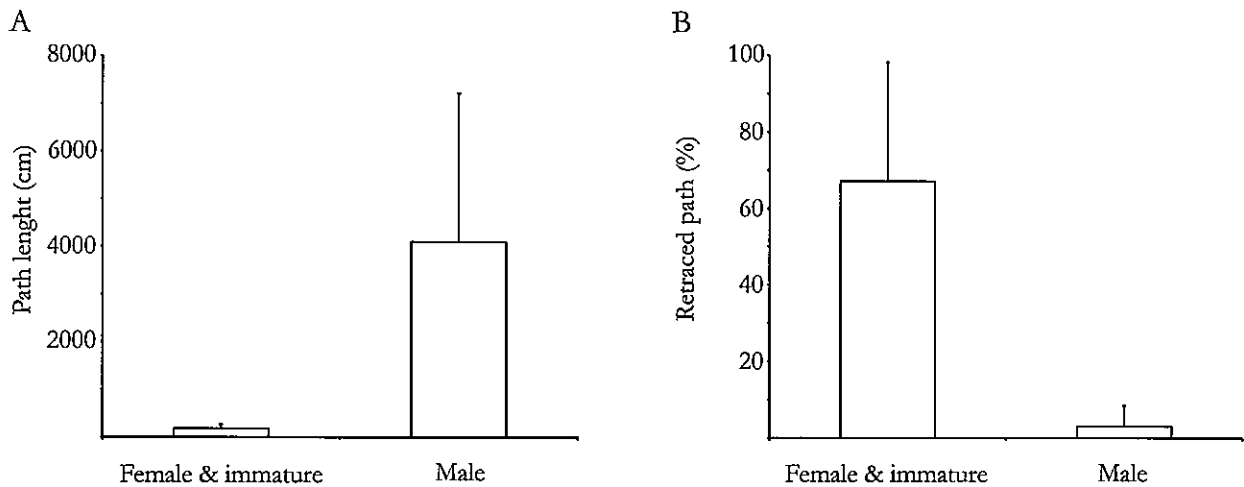 A
Path lenght (cm)
8000
6000
4000
2000
Female & immature
Male
B
Retraced path (%)
100
80
60
40
20
Female & immature
Male